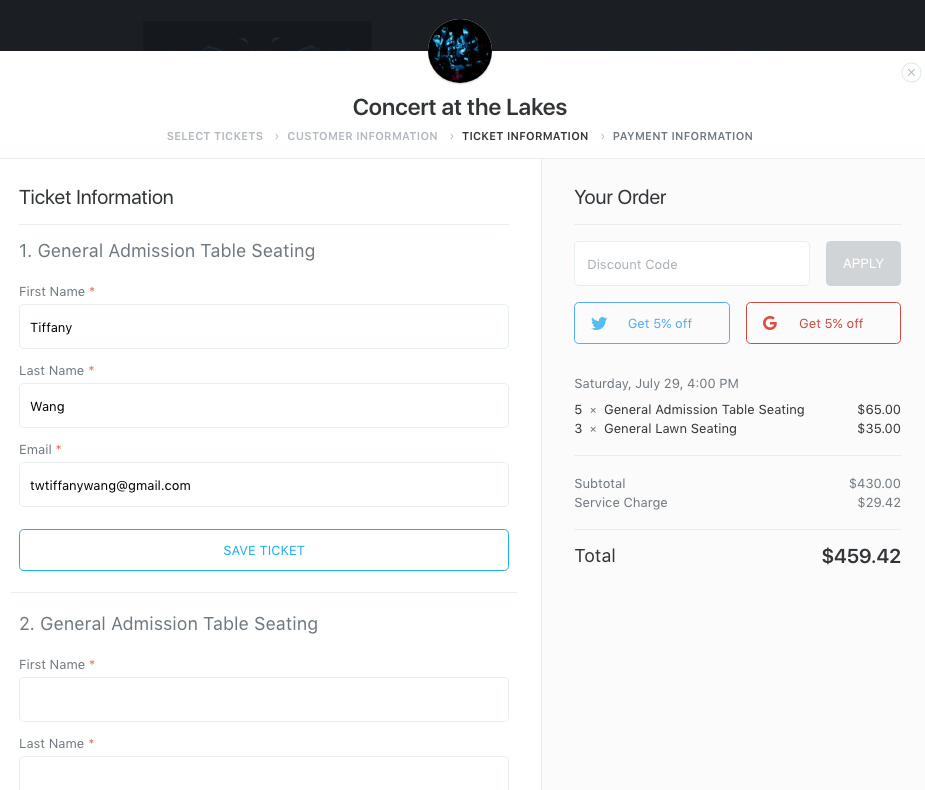 Concert at the Lakes
SELECT TICKETS › CUSTOMER INFORMATION › TICKET INFORMATION › PAYMENT INFORMATION
Ticket Information
1. General Admission Table Seating
First Name *
Tiffany
Last Name *
Wang
Email *
twtiffanywang@gmail.com
SAVE TICKET
2. General Admission Table Seating
First Name *
Last Name *
Your Order
Discount Code
APPLY
Get 5% off
G Get 5% off
Saturday, July 29, 4:00 PM
5 × General Admission Table Seating $65.00
3 × General Lawn Seating $35.00
Subtotal $430.00
Service Charge $29.42
Total $459.42